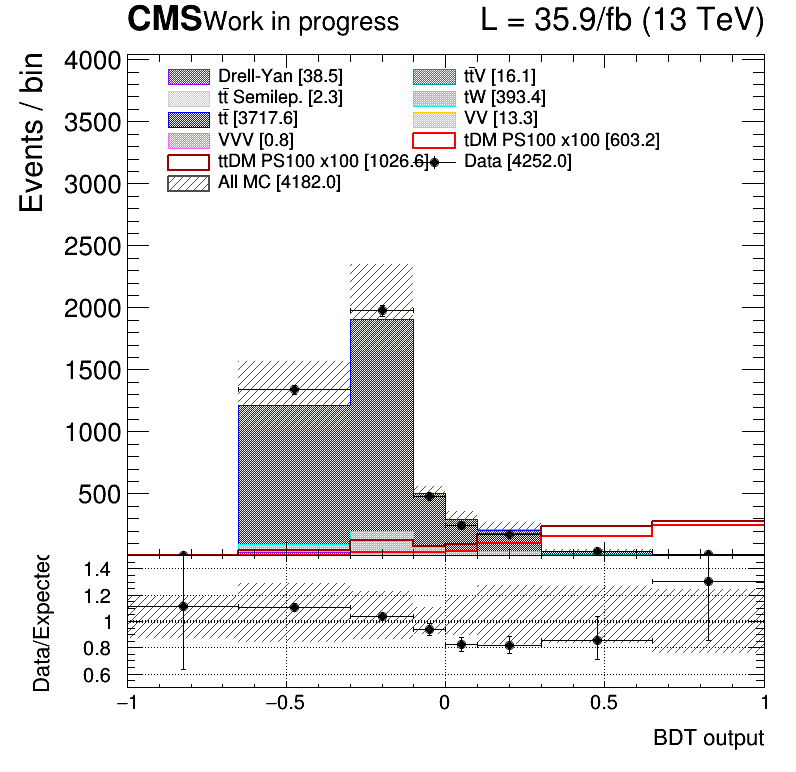 CMS Work in progress L = 35.9/fb (13 TeV)
Events / bin
4000
3500
3000
2500
2000
1500
1000
500
Drell-Yan [38.5]
tt̄ Semilep. [2.3]
tt̄ [3717.6]
VVV [0.8]
ttDM PS100 x100 [1026.6]
All MC [4182.0]
tt̄V [16.1]
tW [393.4]
VV [13.3]
tDM PS100 x100 [603.2]
Data [4252.0]
Data/Expected
1.4
1.2
1
0.8
0.6
−1 −0.5 0 0.5 1
BDT output